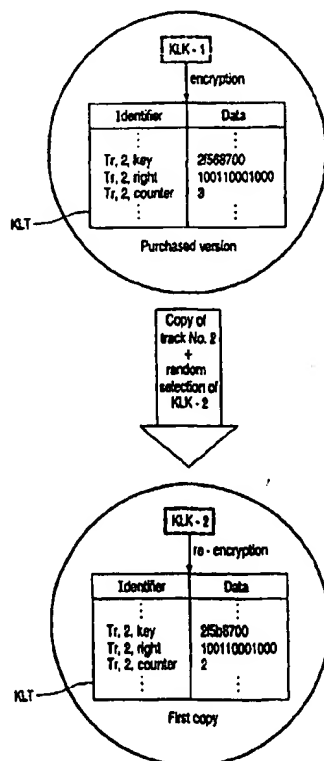 KLK - 1
encryption
Identifier Data
Tr, 2, key 2f568700
Tr, 2, right 100110001000
Tr, 2, counter 3
KLT
Purchased version
Copy of
track No. 2
+
random
selection of
KLK - 2
KLK - 2
re - encryption
Identifier Data
Tr, 2, key 2f5b8700
Tr, 2, right 100110001000
Tr, 2, counter 2
KLT
First copy